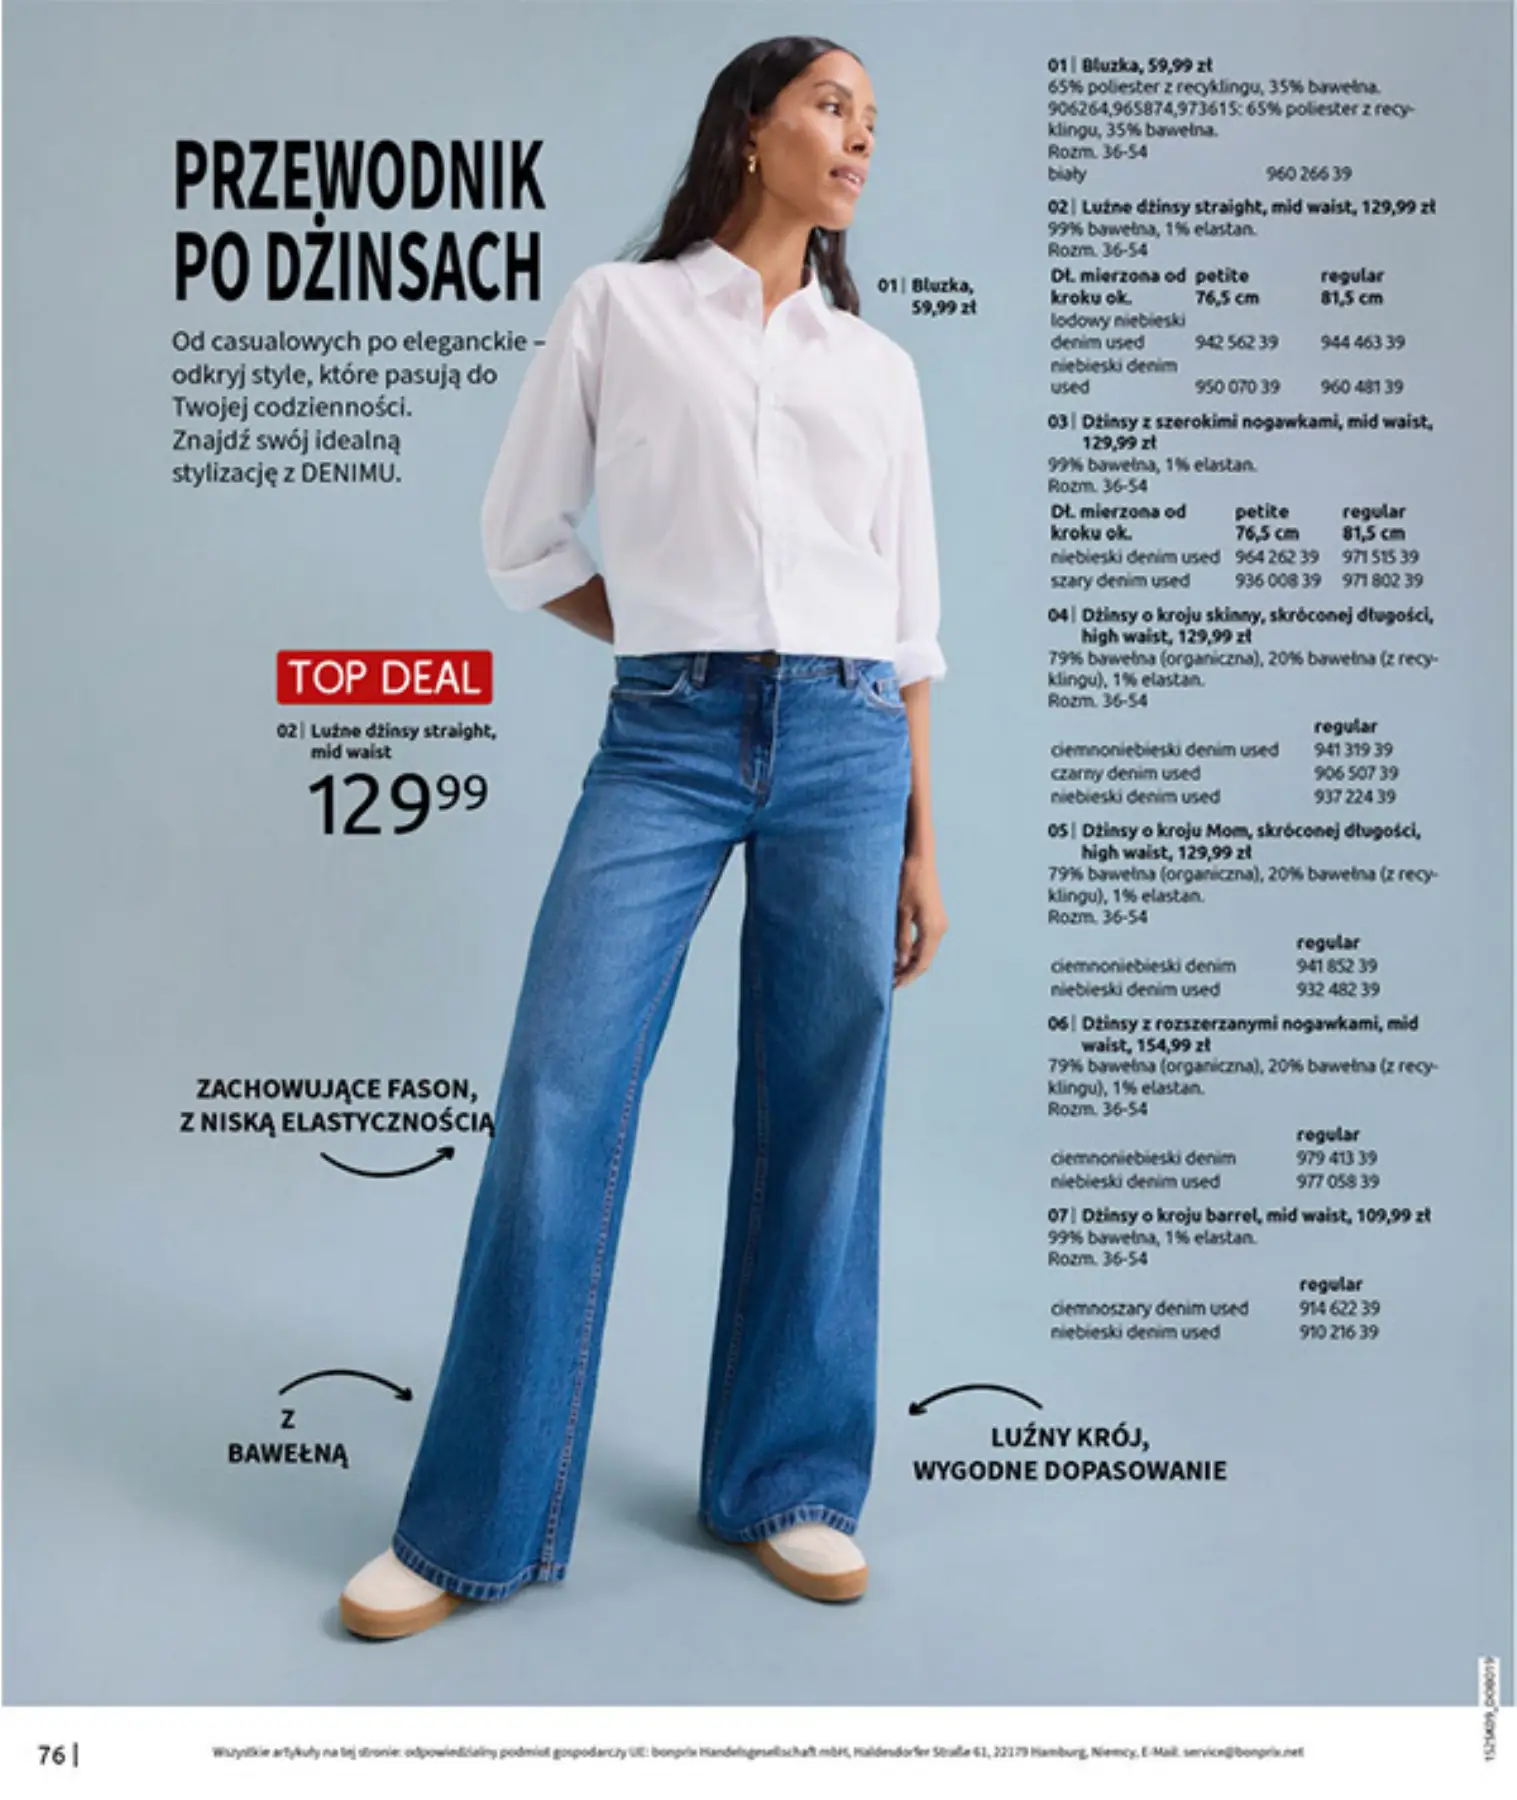 PRZEWODNIK
PO DŻINSACH
Od casualowych po eleganckie –
odkryj style, które pasują do
Twojej codzienności.
Znajdź swój idealną
stylizację z DENIMU.
01| Bluzka,
59,99 zł
TOP DEAL
02| Luźne dżinsy straight,
mid waist
129⁹⁹
ZACHOWUJĄCE FASON,
Z NISKĄ ELASTYCZNOŚCIĄ
Z
BAWEŁNĄ
LUŹNY KRÓJ,
WYGODNE DOPASOWANIE
01| Bluzka, 59,99 zł
65% poliester z recyklingu, 35% bawełna.
906264,965874,973615: 65% poliester z recy-
klingu, 35% bawełna.
Rozm. 36-54
biały 960 266 39
02| Luźne dżinsy straight, mid waist, 129,99 zł
99% bawełna, 1% elastan.
Rozm. 36-54
Dł. mierzona od petite regular
kroku ok. 76,5 cm 81,5 cm
lodowy niebieski
denim used 942 562 39 944 463 39
niebieski denim
used 950 070 39 960 481 39
03| Dżinsy z szerokimi nogawkami, mid waist,
129,99 zł
99% bawełna, 1% elastan.
Rozm. 36-54
Dł. mierzona od petite regular
kroku ok. 76,5 cm 81,5 cm
niebieski denim used 964 262 39 971 515 39
szary denim used 936 008 39 971 802 39
04| Dżinsy o kroju skinny, skróconej długości,
high waist, 129,99 zł
79% bawełna (organiczna), 20% bawełna (z recy-
klingu), 1% elastan.
Rozm. 36-54
regular
ciemnoniebieski denim used 941 319 39
czarny denim used 906 507 39
niebieski denim used 937 224 39
05| Dżinsy o kroju Mom, skróconej długości,
high waist, 129,99 zł
79% bawełna (organiczna), 20% bawełna (z recy-
klingu), 1% elastan.
Rozm. 36-54
regular
ciemnoniebieski denim 941 852 39
niebieski denim used 932 482 39
06| Dżinsy z rozszerzanymi nogawkami, mid
waist, 154,99 zł
79% bawełna (organiczna), 20% bawełna (z recy-
klingu), 1% elastan.
Rozm. 36-54
regular
ciemnoniebieski denim 979 413 39
niebieski denim used 977 058 39
07| Dżinsy o kroju barrel, mid waist, 109,99 zł
99% bawełna, 1% elastan.
Rozm. 36-54
regular
ciemnoszary denim used 914 622 39
niebieski denim used 910 216 39
1525K09_DOB019
76|
Wszystkie artykuły na tej stronie: odpowiedzialny podmiot gospodarczy UE: bonprix Handelsgesellschaft mbH, Haldesdorfer Straße 61, 22179 Hamburg, Niemcy, E-Mail: service@bonprix.net